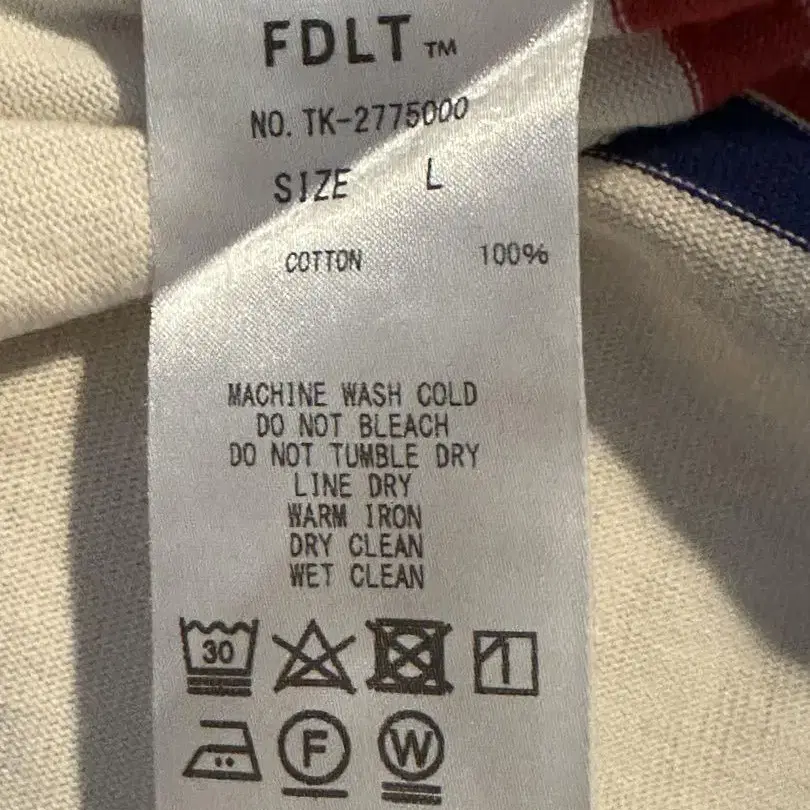 FDLT™
NO. TK-2775000
SIZE L
COTTON 100%
MACHINE WASH COLD
DO NOT BLEACH
DO NOT TUMBLE DRY
LINE DRY
WARM IRON
DRY CLEAN
WET CLEAN
30
F W